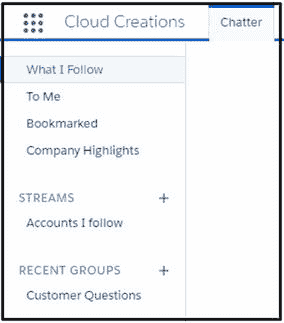 Cloud Creations
Chatter
What I Follow
To Me
Bookmarked
Company Highlights
STREAMS +
Accounts I follow
RECENT GROUPS +
Customer Questions